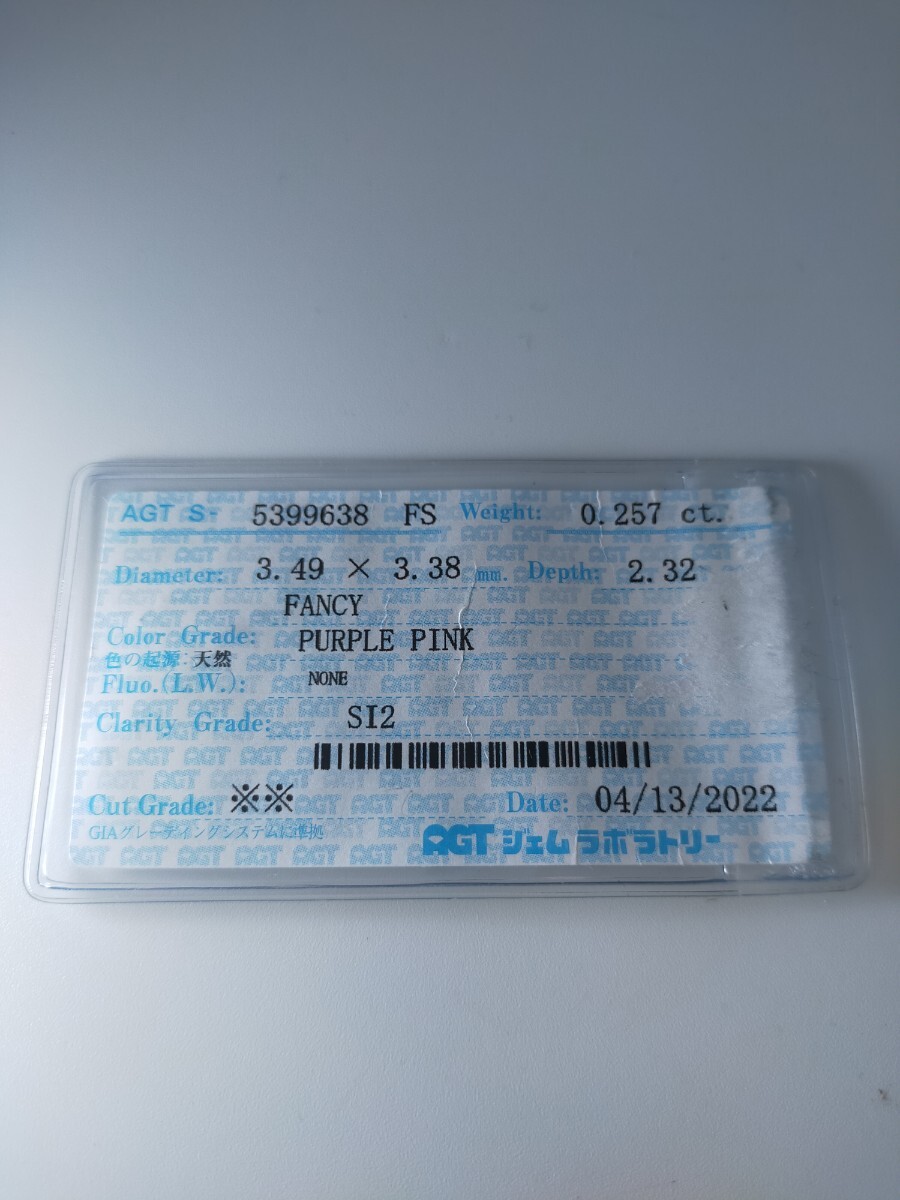 AGT S- 5399638 FS Weight: 0.257 ct.
Diameter: 3.49 × 3.38 mm. Depth: 2.32
FANCY
Color Grade: PURPLE PINK
色の起源:天然
Fluo.(L.W.): NONE
Clarity Grade: SI2
Cut Grade: ※※ Date: 04/13/2022
GIAグレーディングシステムに準拠
AGT ジェムラボラトリー